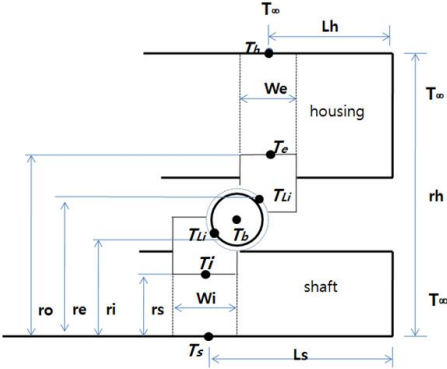 T∞
Lh
Th
We
T∞
housing
Te
rh
TLi
TLi
Tb
Ti
shaft
ro
re
ri
rs
Wi
T∞
Ts
Ls